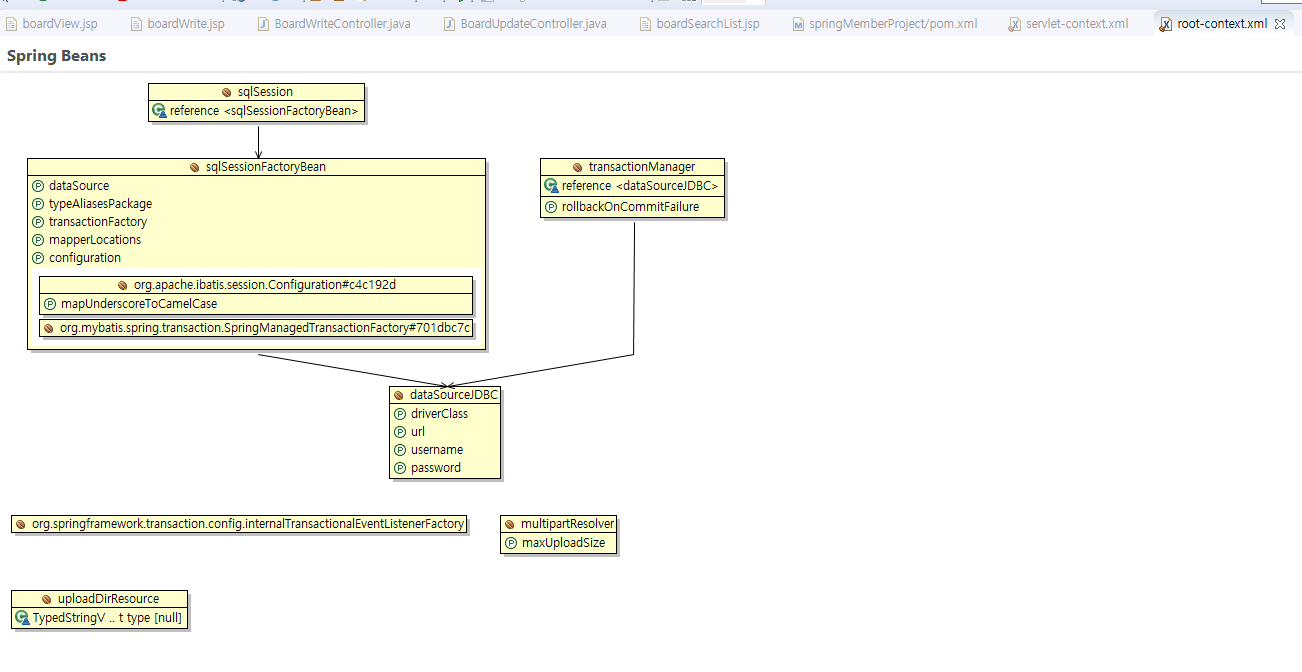 boardView.jsp
boardWrite.jsp
BoardWriteController.java
BoardUpdateController.java
boardSearchList.jsp
springMemberProject/pom.xml
servlet-context.xml
root-context.xml
Spring Beans
sqlSession
reference <sqlSessionFactoryBean>
sqlSessionFactoryBean
dataSource
typeAliasesPackage
transactionFactory
mapperLocations
configuration
org.apache.ibatis.session.Configuration#c4c192d
mapUnderscoreToCamelCase
org.mybatis.spring.transaction.SpringManagedTransactionFactory#701dbc7c
transactionManager
reference <dataSourceJDBC>
rollbackOnCommitFailure
dataSourceJDBC
driverClass
url
username
password
org.springframework.transaction.config.internalTransactionalEventListenerFactory
multipartResolver
maxUploadSize
uploadDirResource
TypedStringV .. t type [null]